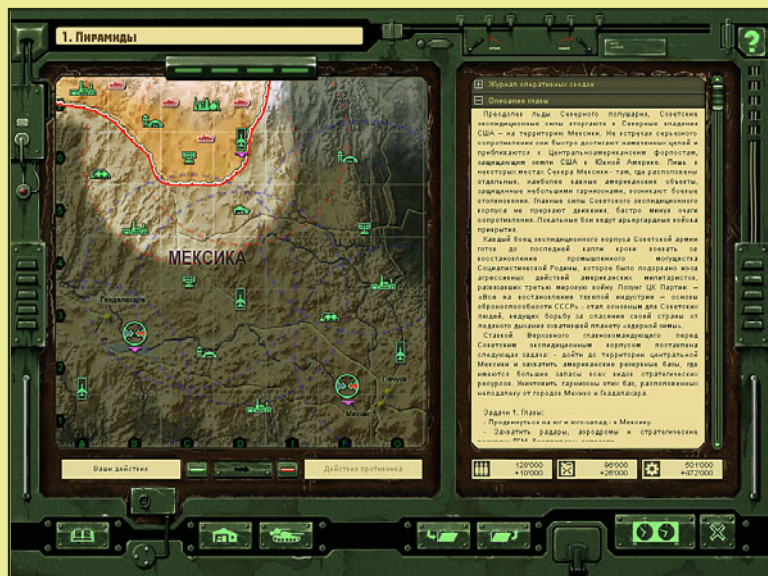 1. Пирамиды
?
Журнал оперативных сводок
Описание главы
Преодолев льды Северного полушария, Советские
экспедиционные силы вторглись в Северные владения
США – на территорию Мексики. Не встречая серьезного
сопротивления они быстро достигают намеченных целей и
приближаются к Центральноамериканским форпостам,
защищающим земли США в Южной Америке. Лишь в
некоторых местах Севера Мексики - там, где расположены
отдельные, наиболее важные американские объекты,
защищенные небольшими гарнизонами, возникают боевые
столкновения. Главные силы Советского экспедиционного
корпуса не прерывают движения, быстро минуя очаги
сопротивления. Локальные бои ведут арьергардные войска
прикрытия.
Каждый боец экспедиционного корпуса Советской армии
готов до последней капли крови воевать за
восстановление промышленного могущества
Социалистической Родины, которое было подорвано из-за
агрессивных действий американских милитаристов,
развязавших третью мировую войну. Лозунг ЦК Партии: –
«Все на восстановление тяжелой индустрии – основы
обороноспособности СССР» - стал основным для Советских
людей, ведущих борьбу за спасение своей страны от
ледяного дыхания охватившей планету «ядерной зимы».
Ставкой Верховного главнокомандующего перед
Советским экспедиционным корпусом поставлена
следующая задача: - дойти до территории центральной
Мексики и захватить американские резервные базы, где
имеются большие запасы всех видов стратегических
ресурсов. Уничтожить гарнизоны этих баз, расположенных
неподалеку от городов Мехико и Гвадалахара.
Задачи 1. Главы:
- Продвинуться на юг и юго-запад - к Мехико.
- Захватить радары, аэродромы и стратегические
МЕКСИКА
Гвадалахара
Пачука
Мехико
A B C D I F G
Ваши действия
Действия противника
120'000
+10'000
96'000
+26'000
501'000
+472'000